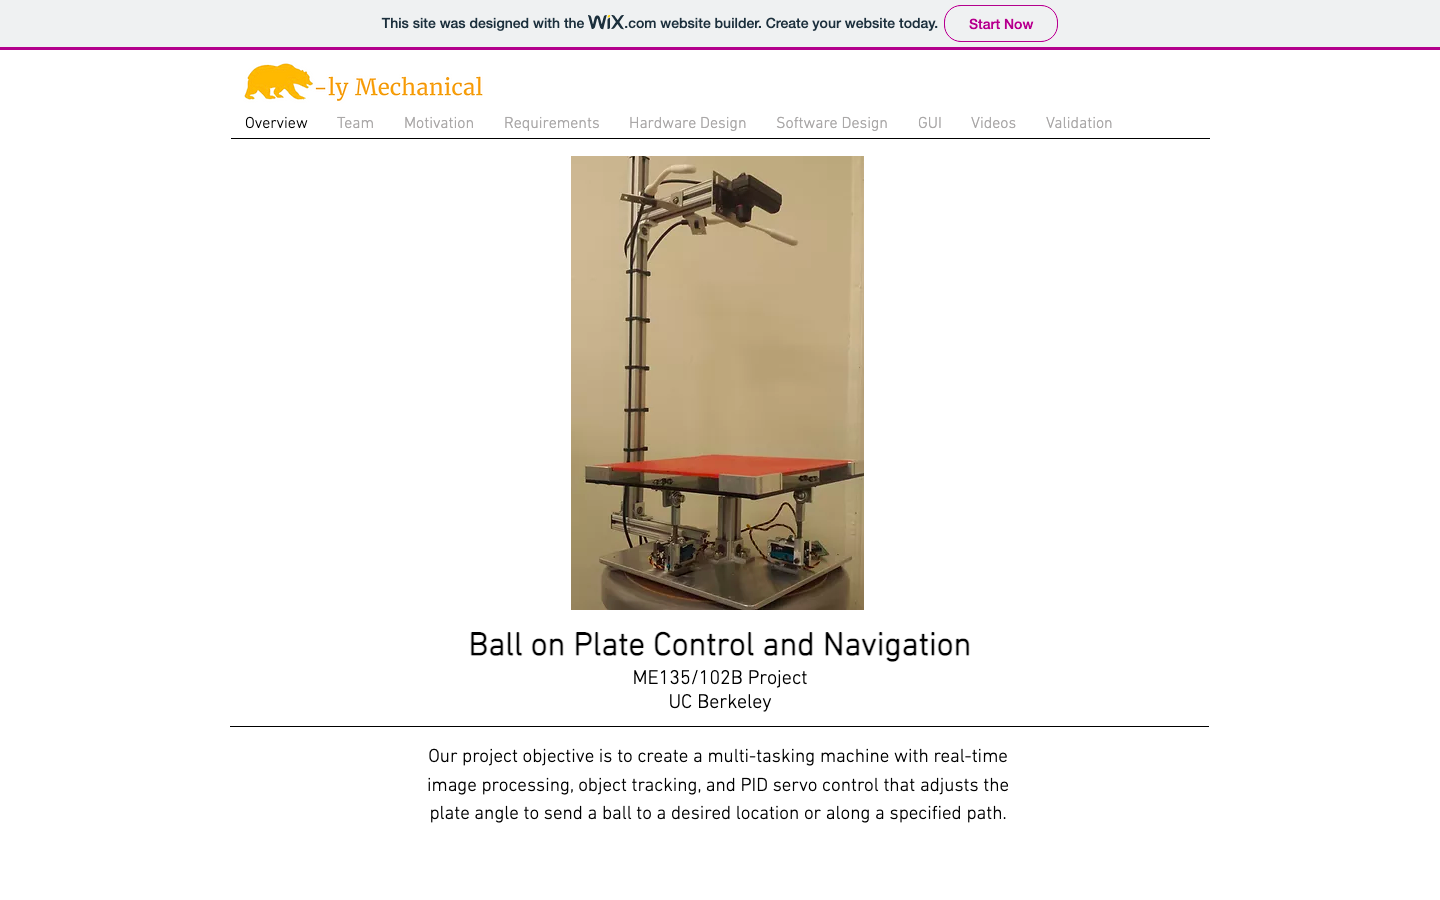 This site was designed with the WiX.com website builder. Create your website today. Start Now
-ly Mechanical
Overview Team Motivation Requirements Hardware Design Software Design GUI Videos Validation
Ball on Plate Control and Navigation
ME135/102B Project
UC Berkeley
Our project objective is to create a multi-tasking machine with real-time
image processing, object tracking, and PID servo control that adjusts the
plate angle to send a ball to a desired location or along a specified path.